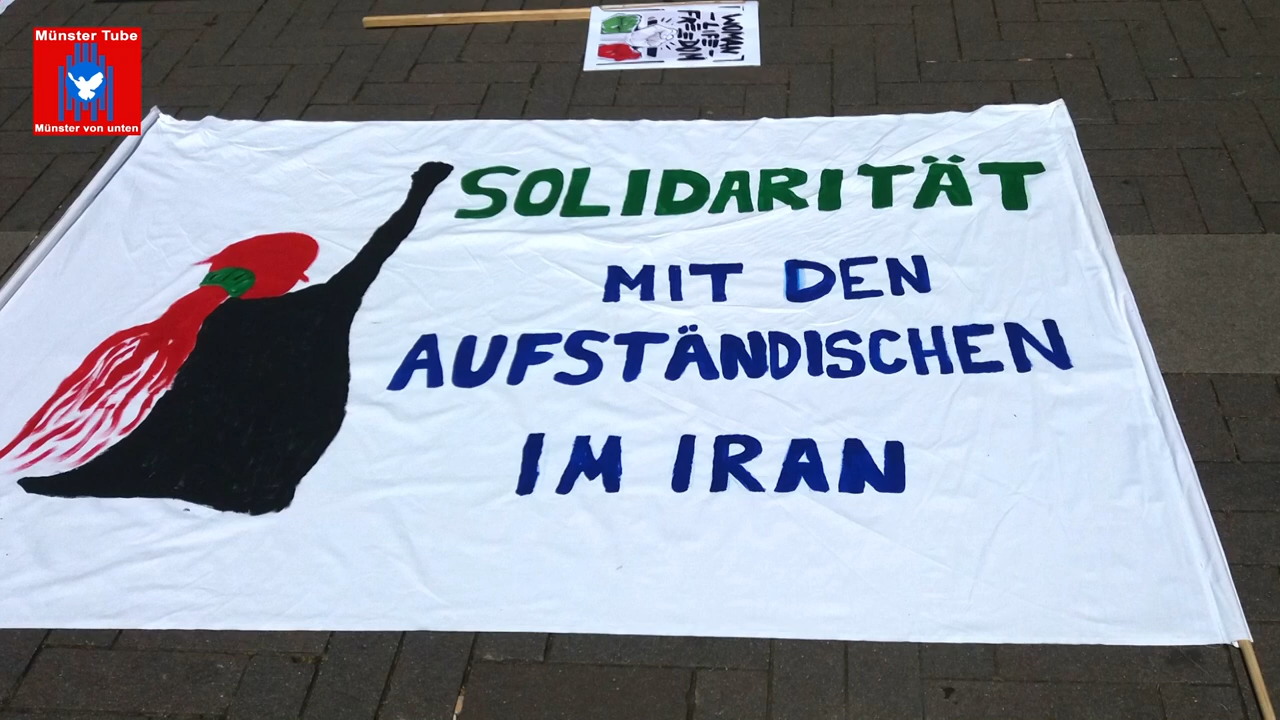 Münster Tube
Münster von unten
WOMAN
-LIFE-
FREEDOM
SOLIDARITÄT
MIT DEN
AUFSTÄNDISCHEN
IM IRAN